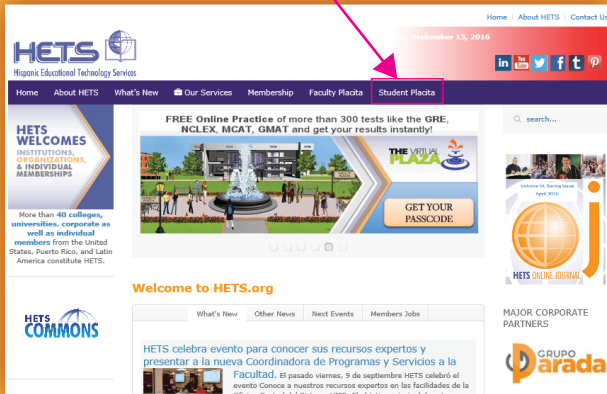 Home | About HETS | Contact Us
September 15, 2016
HETS
Hispanic Educational Technology Services
Home About HETS What's New Our Services Membership Faculty Placita Student Placita
search...
HETS
WELCOMES
INSTITUTIONS,
ORGANIZATIONS,
& INDIVIDUAL
MEMBERSHIPS
More than 40 colleges,
universities, corporate as
well as individual
members from the United
States, Puerto Rico, and Latin
America constitute HETS.
HETS
COMMONS
FREE Online Practice of more than 300 tests like the GRE,
NCLEX, MCAT, GMAT and get your results instantly!
THE VIRTUAL
PLAZA
GET YOUR
PASSCODE
Welcome to HETS.org
What's New Other News Next Events Members Jobs
HETS celebra evento para conocer sus recursos expertos y
presentar a la nueva Coordinadora de Programas y Servicios a la
Facultad. El pasado viernes, 9 de septiembre HETS celebró el
evento Conoce a nuestros recursos expertos en las facilidades de la
Volume VI, Spring Issue
April 2016
HETS ONLINE JOURNAL
MAJOR CORPORATE
PARTNERS
GRUPO
Parada